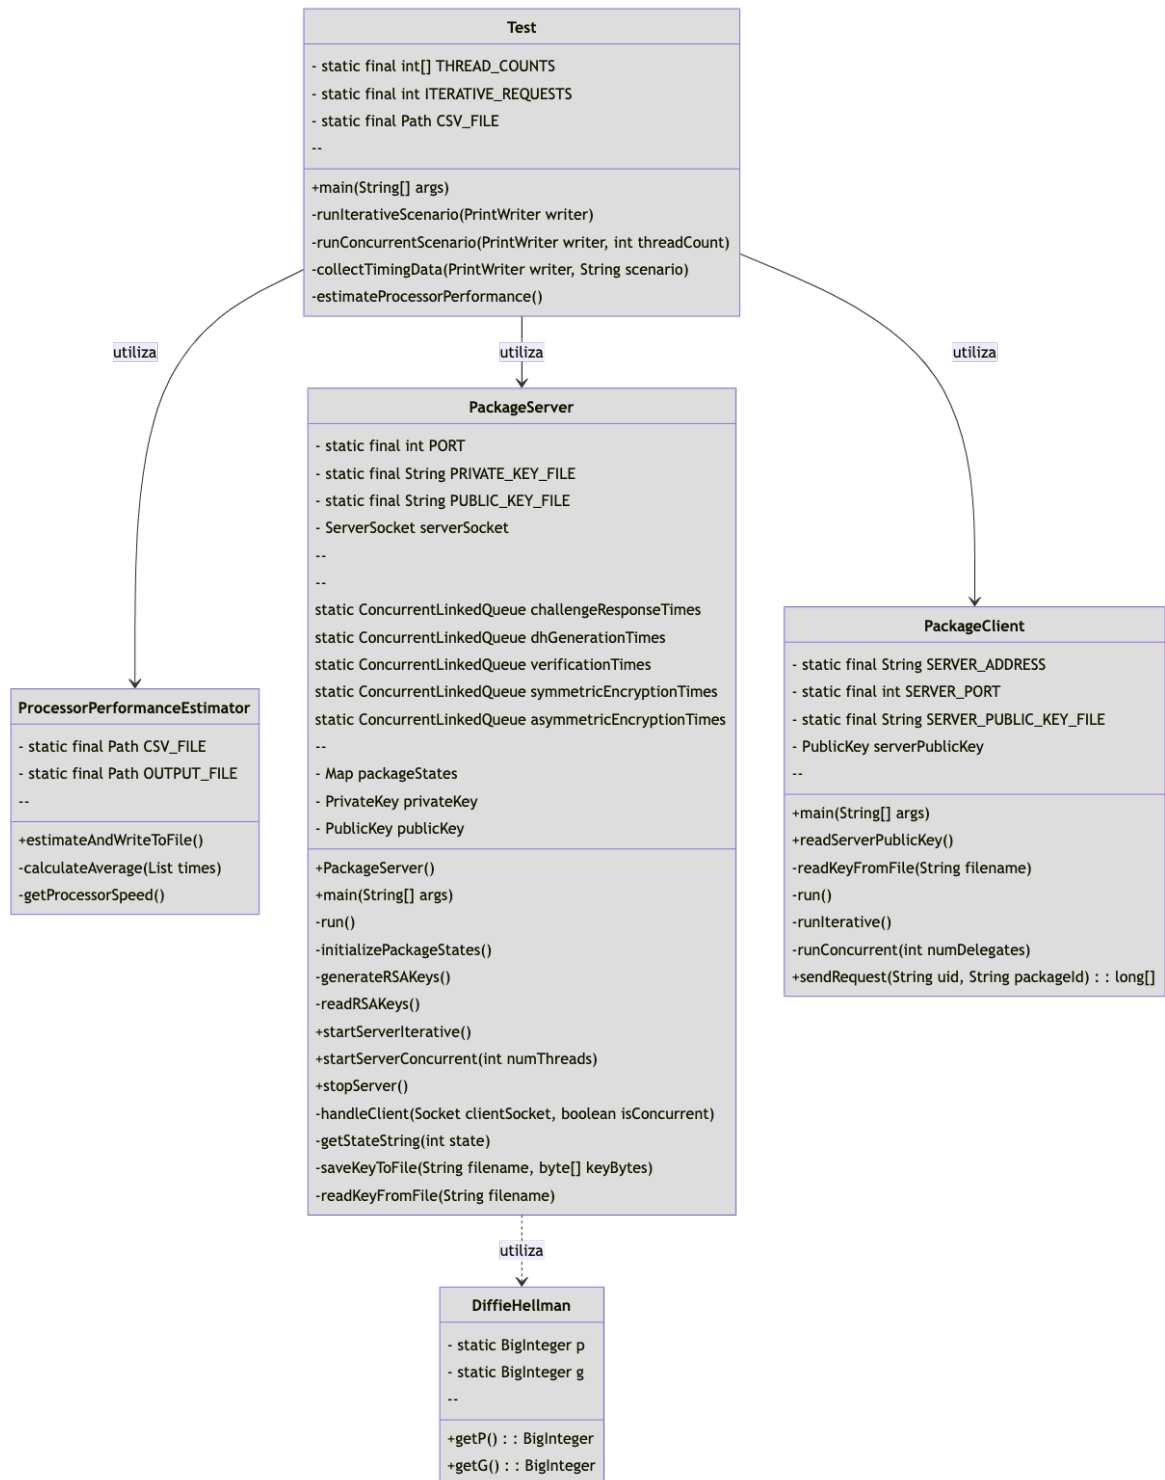 Test
- static final int[] THREAD_COUNTS
- static final int ITERATIVE_REQUESTS
- static final Path CSV_FILE
--
+main(String[] args)
-runIterativeScenario(PrintWriter writer)
-runConcurrentScenario(PrintWriter writer, int threadCount)
-collectTimingData(PrintWriter writer, String scenario)
-estimateProcessorPerformance()
utiliza
utiliza
utiliza
PackageServer
- static final int PORT
- static final String PRIVATE_KEY_FILE
- static final String PUBLIC_KEY_FILE
- ServerSocket serverSocket
--
--
static ConcurrentLinkedQueue challengeResponseTimes
static ConcurrentLinkedQueue dhGenerationTimes
static ConcurrentLinkedQueue verificationTimes
static ConcurrentLinkedQueue symmetricEncryptionTimes
static ConcurrentLinkedQueue asymmetricEncryptionTimes
--
- Map packageStates
- PrivateKey privateKey
- PublicKey publicKey
+PackageServer()
+main(String[] args)
-run()
-initializePackageStates()
-generateRSAKeys()
-readRSAKeys()
+startServerIterative()
+startServerConcurrent(int numThreads)
+stopServer()
-handleClient(Socket clientSocket, boolean isConcurrent)
-getStateString(int state)
-saveKeyToFile(String filename, byte[] keyBytes)
-readKeyFromFile(String filename)
PackageClient
- static final String SERVER_ADDRESS
- static final int SERVER_PORT
- static final String SERVER_PUBLIC_KEY_FILE
- PublicKey serverPublicKey
--
+main(String[] args)
+readServerPublicKey()
-readKeyFromFile(String filename)
-run()
-runIterative()
-runConcurrent(int numDelegates)
+sendRequest(String uid, String packageId) : : long[]
ProcessorPerformanceEstimator
- static final Path CSV_FILE
- static final Path OUTPUT_FILE
--
+estimateAndWriteToFile()
-calculateAverage(List times)
-getProcessorSpeed()
utiliza
DiffieHellman
- static BigInteger p
- static BigInteger g
--
+getP() : : BigInteger
+getG() : : BigInteger